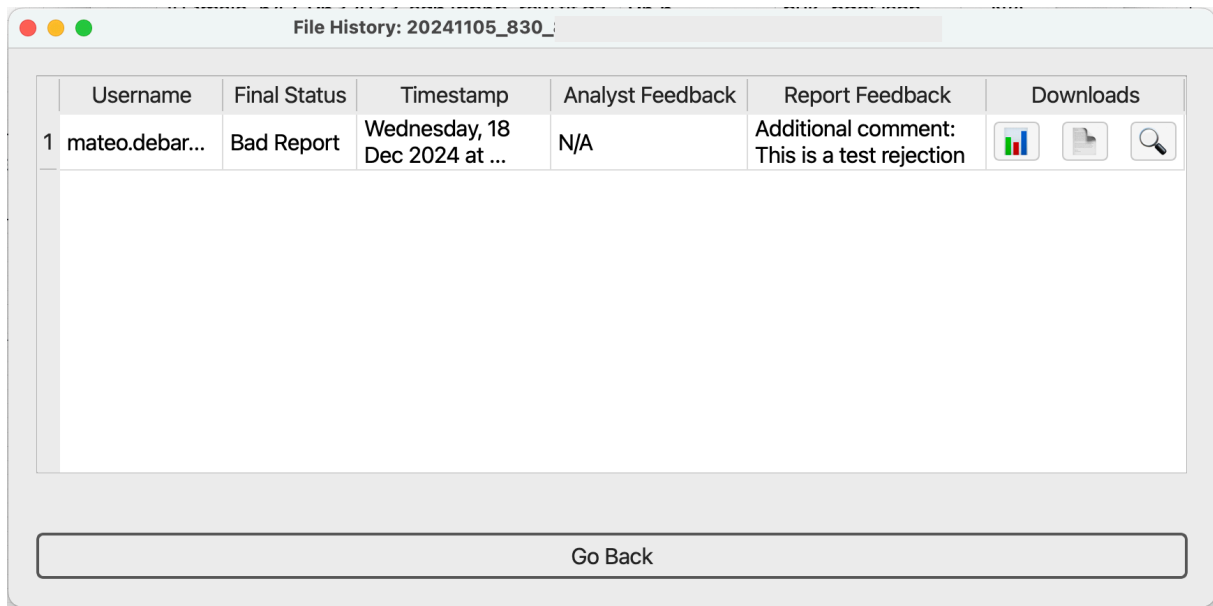 File History: 20241105_830_
Username Final Status Timestamp Analyst Feedback Report Feedback Downloads
1 mateo.debar... Bad Report Wednesday, 18 N/A Additional comment:
Dec 2024 at ... This is a test rejection
Go Back